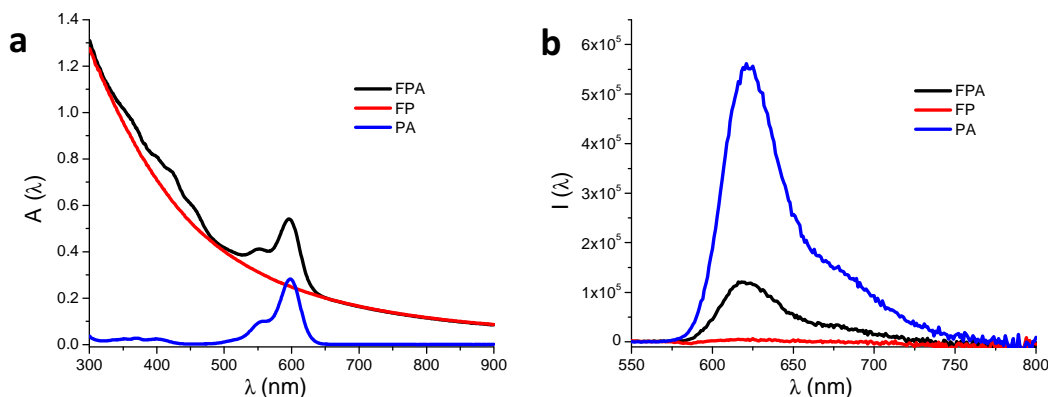 a
A (λ)
1.4
1.2
1.0
0.8
0.6
0.4
0.2
0.0
300 400 500 600 700 800 900
λ (nm)
FPA
FP
PA
b
I (λ)
6x10⁵
5x10⁵
4x10⁵
3x10⁵
2x10⁵
1x10⁵
0
550 600 650 700 750 800
λ (nm)
FPA
FP
PA